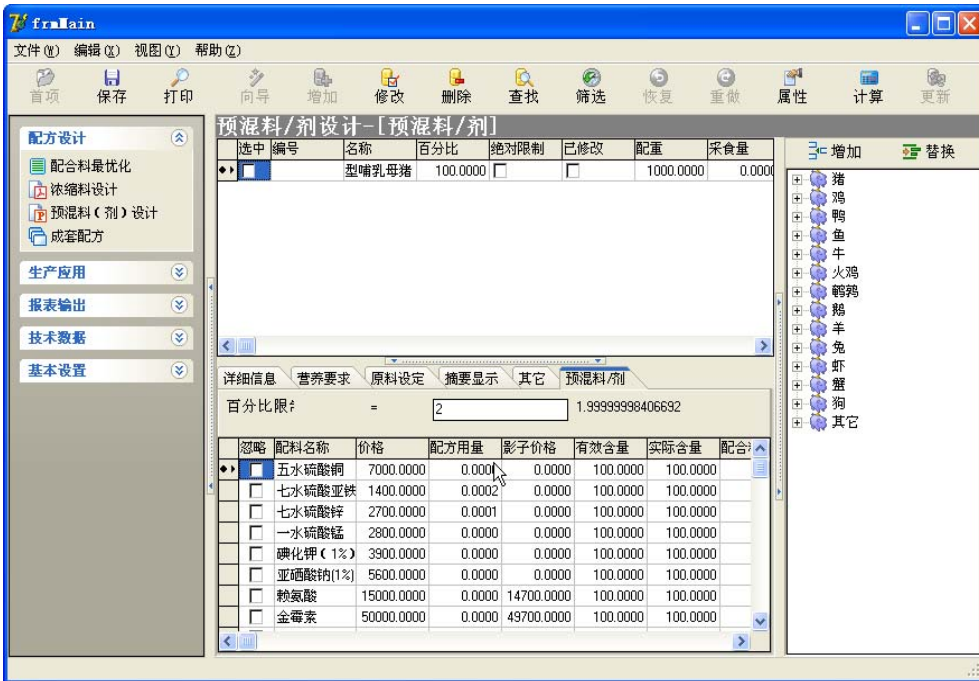 frmMain
文件(W) 编辑(X) 视图(Y) 帮助(Z)
首项 保存 打印 向导 增加 修改 删除 查找 筛选 恢复 重做 属性 计算 更新
配方设计
配合料最优化
浓缩料设计
预混料(剂)设计
成套配方
生产应用
报表输出
技术数据
基本设置
预混料/剂设计-[预混料/剂]
选中 编号 名称 百分比 绝对限制 已修改 配重 采食量
型哺乳母猪 100.0000 1000.0000 0.0000
详细信息 营养要求 原料设定 摘要显示 其它 预混料/剂
百分比限 = 2 1.99999998406692
忽略 配料名称 价格 配方用量 影子价格 有效含量 实际含量 配合
五水硫酸铜 7000.0000 0.000 0.0000 100.0000 100.0000
七水硫酸亚铁 1400.0000 0.0002 0.0000 100.0000 100.0000
七水硫酸锌 2700.0000 0.0001 0.0000 100.0000 100.0000
一水硫酸锰 2800.0000 0.0000 0.0000 100.0000 100.0000
碘化钾(1%) 3900.0000 0.0000 0.0000 100.0000 100.0000
亚硒酸钠(1%) 5600.0000 0.0000 0.0000 100.0000 100.0000
赖氨酸 15000.0000 0.0000 14700.0000 100.0000 100.0000
金霉素 50000.0000 0.0000 49700.0000 100.0000 100.0000
增加 替换
猪
鸡
鸭
鱼
牛
火鸡
鹌鹑
鹅
羊
兔
虾
蟹
狗
其它